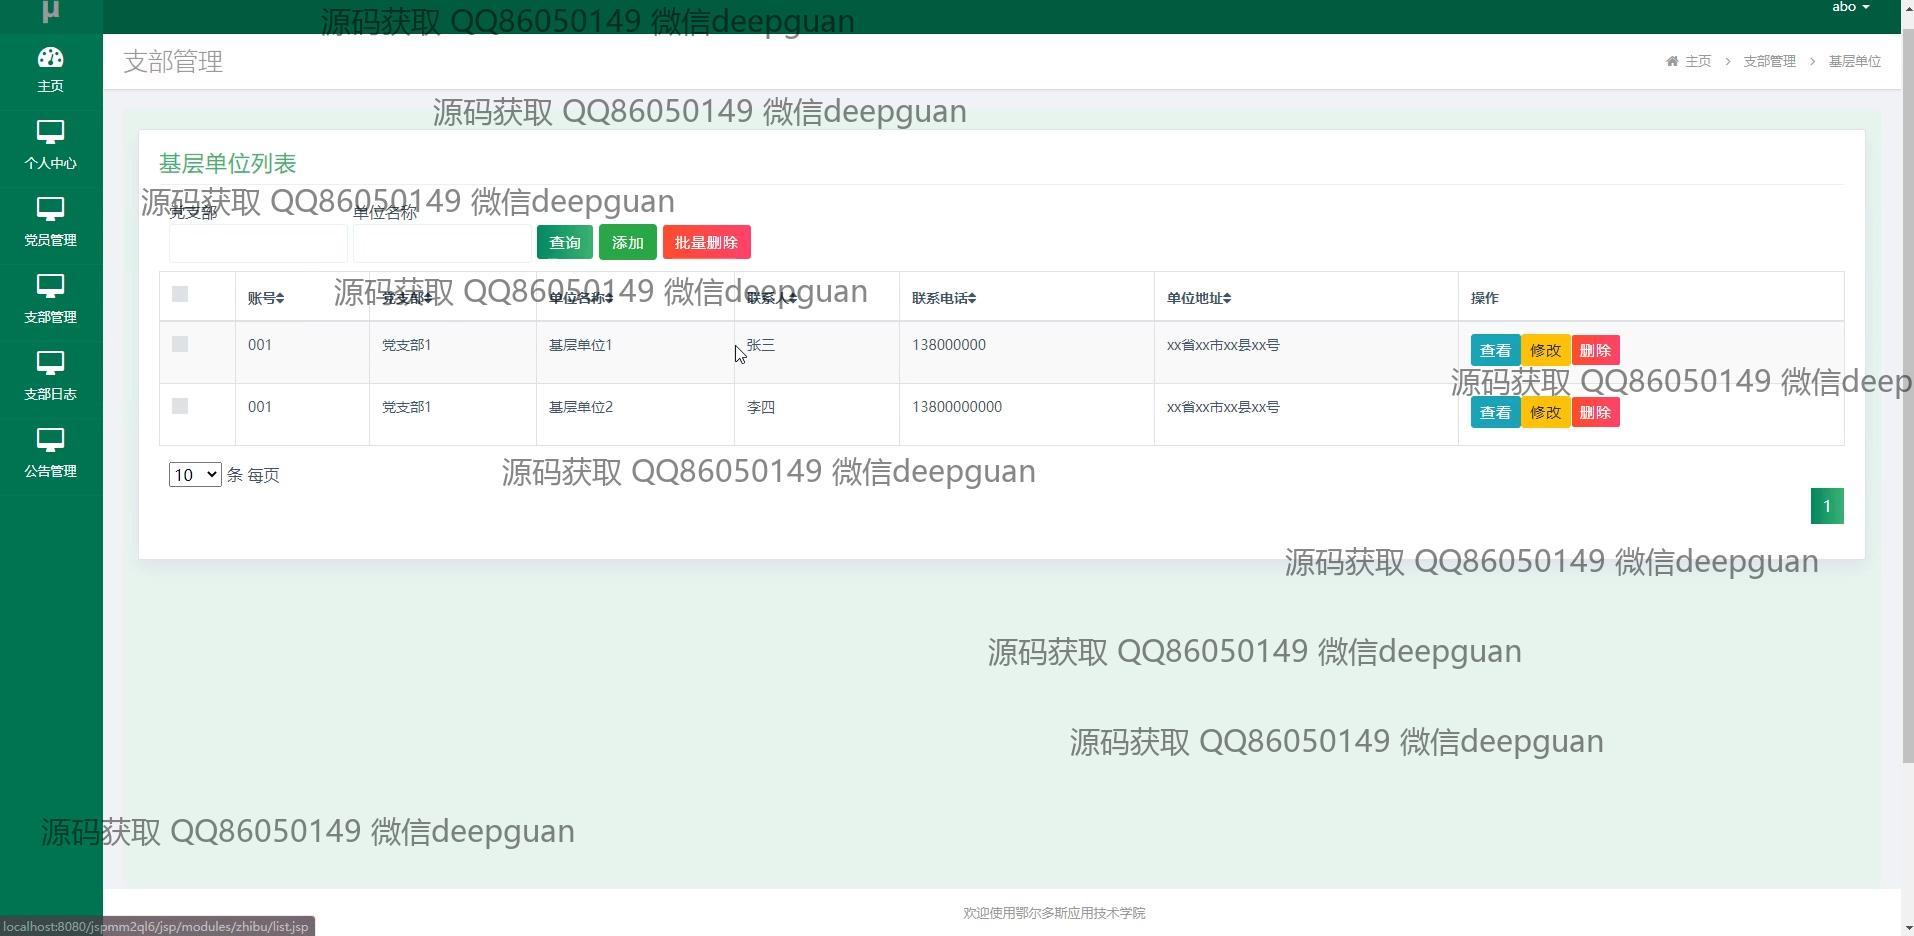 μ
源码获取 QQ86050149 微信deepguan
abo
主页
支部管理
主页 > 支部管理 > 基层单位
源码获取 QQ86050149 微信deepguan
个人中心
基层单位列表
源码获取 QQ86050149 微信deepguan
党支部 单位名称
党员管理
查询 添加 批量删除
源码获取 QQ86050149 微信deepguan
账号 党支部 单位名称 联系人 联系电话 单位地址 操作
支部管理
001 党支部1 基层单位1 张三 138000000 xx省xx市xx县xx号 查看 修改 删除
源码获取 QQ86050149 微信deep
支部日志
001 党支部1 基层单位2 李四 13800000000 xx省xx市xx县xx号 查看 修改 删除
公告管理
10 条 每页
源码获取 QQ86050149 微信deepguan
1
源码获取 QQ86050149 微信deepguan
源码获取 QQ86050149 微信deepguan
源码获取 QQ86050149 微信deepguan
源码获取 QQ86050149 微信deepguan
欢迎使用鄂尔多斯应用技术学院
localhost:8080/jspmm2ql6/jsp/modules/zhibu/list.jsp